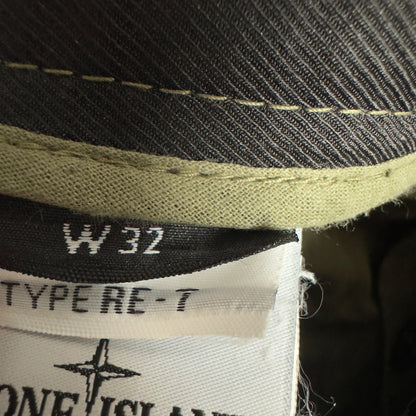 W 32
TYPE RE-T
ONE ISLAN